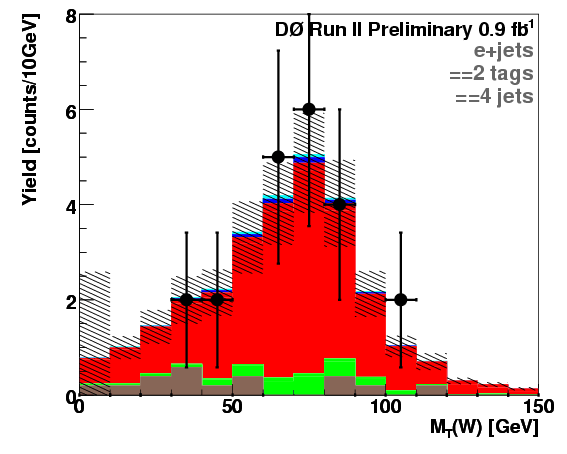 DØ Run II Preliminary 0.9 fb⁻¹
e+jets
==2 tags
==4 jets
Yield [counts/10GeV]
8
6
4
2
0
0 50 100 150
M_T(W) [GeV]